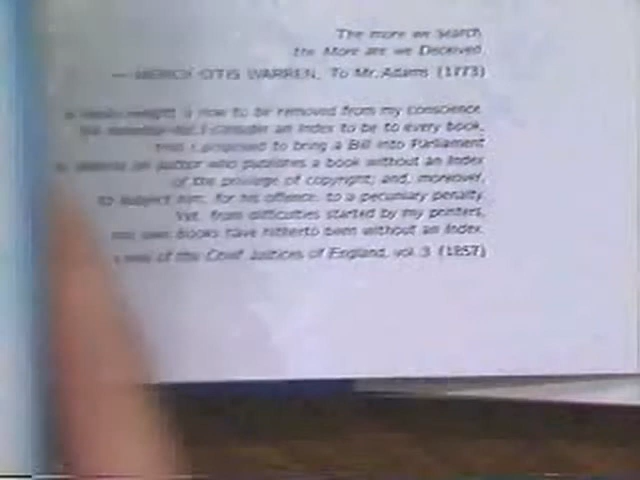 The more we Search,
the More are we Deceived.
— MERCY OTIS WARREN, To Mr. Adams (1773)
is now to be removed from my conscience.
I consider an Index to be to every book,
that I proposed to bring a Bill into Parliament
an author who publishes a book without an Index
of the privilege of copyright; and, moreover,
to subject him, for his offence, to a pecuniary penalty.
Yet, from difficulties started by my printers,
my own books have hitherto been without an Index.
of the Chief Justices of England, vol. 3 (1857)